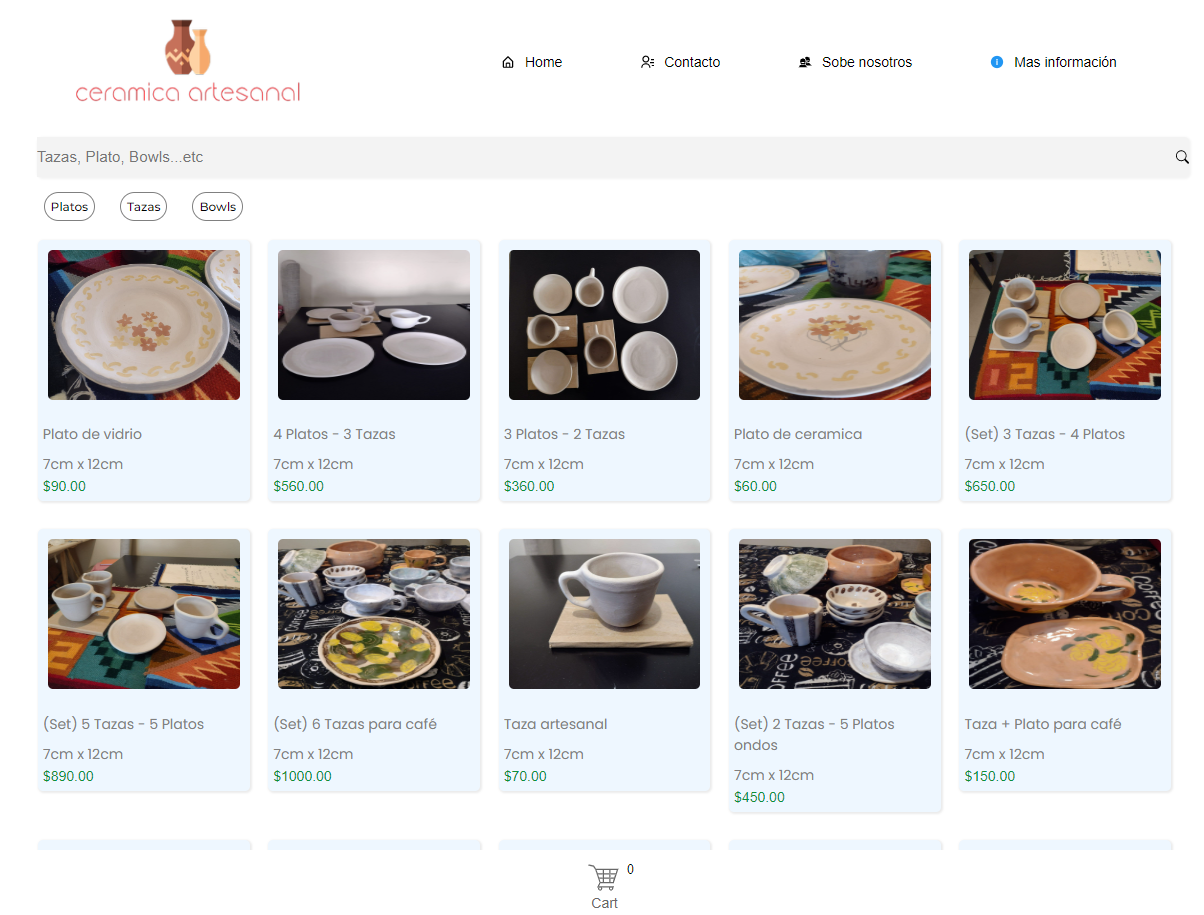 ceramica artesanal
Home
Contacto
Sobe nosotros
Mas información
Tazas, Plato, Bowls...etc
Platos
Tazas
Bowls
Plato de vidrio
7cm x 12cm
$90.00
4 Platos - 3 Tazas
7cm x 12cm
$560.00
3 Platos - 2 Tazas
7cm x 12cm
$360.00
Plato de ceramica
7cm x 12cm
$60.00
(Set) 3 Tazas - 4 Platos
7cm x 12cm
$650.00
(Set) 5 Tazas - 5 Platos
7cm x 12cm
$890.00
(Set) 6 Tazas para café
7cm x 12cm
$1000.00
Taza artesanal
7cm x 12cm
$70.00
COFFEE
(Set) 2 Tazas - 5 Platos
ondos
7cm x 12cm
$450.00
COFFEE
Taza + Plato para café
7cm x 12cm
$150.00
0
Cart